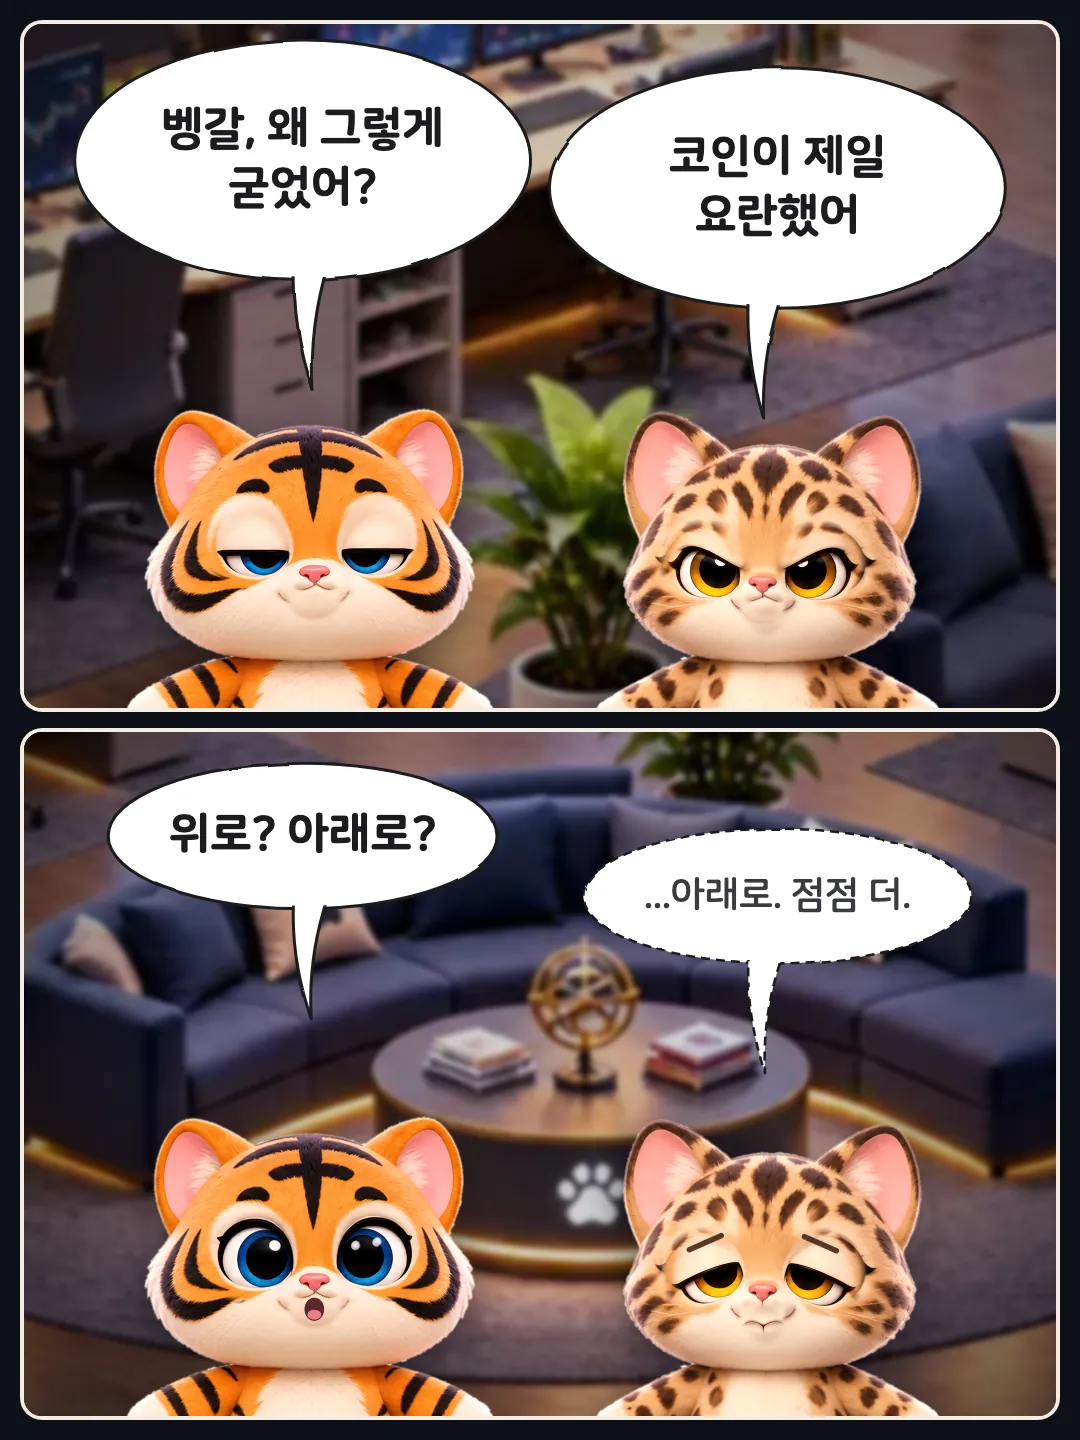 벵갈, 왜 그렇게
굳었어?
코인이 제일
요란했어
위로? 아래로?
...아래로. 점점 더.